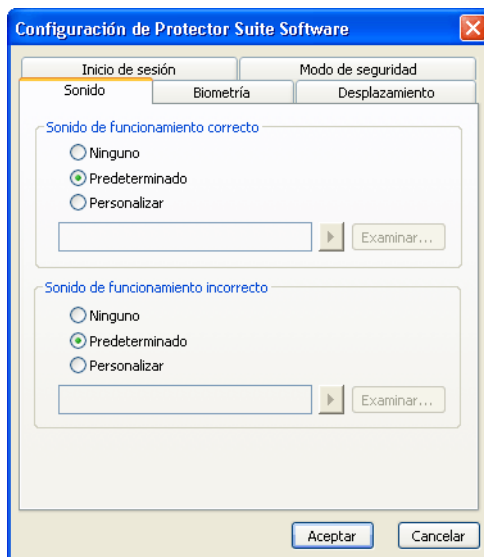 Configuración de Protector Suite Software
Inicio de sesión
Modo de seguridad
Sonido
Biometría
Desplazamiento
Sonido de funcionamiento correcto
Ninguno
Predeterminado
Personalizar
Examinar...
Sonido de funcionamiento incorrecto
Ninguno
Predeterminado
Personalizar
Examinar...
Aceptar
Cancelar